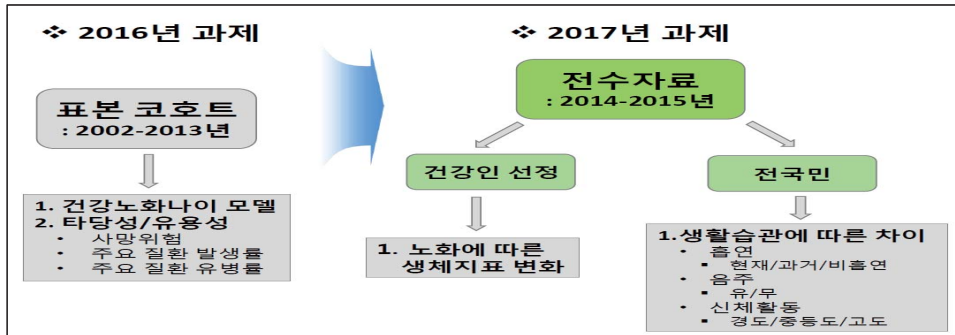 ❖ 2016년 과제
표본 코호트
: 2002-2013년
1. 건강노화나이 모델
2. 타당성/유용성
• 사망위험
• 주요 질환 발생률
• 주요 질환 유병률
❖ 2017년 과제
전수자료
: 2014-2015년
건강인 선정
1. 노화에 따른
생체지표 변화
전국민
1.생활습관에 따른 차이
• 흡연
▪ 현재/과거/비흡연
• 음주
▪ 유/무
• 신체활동
▪ 경도/중등도/고도